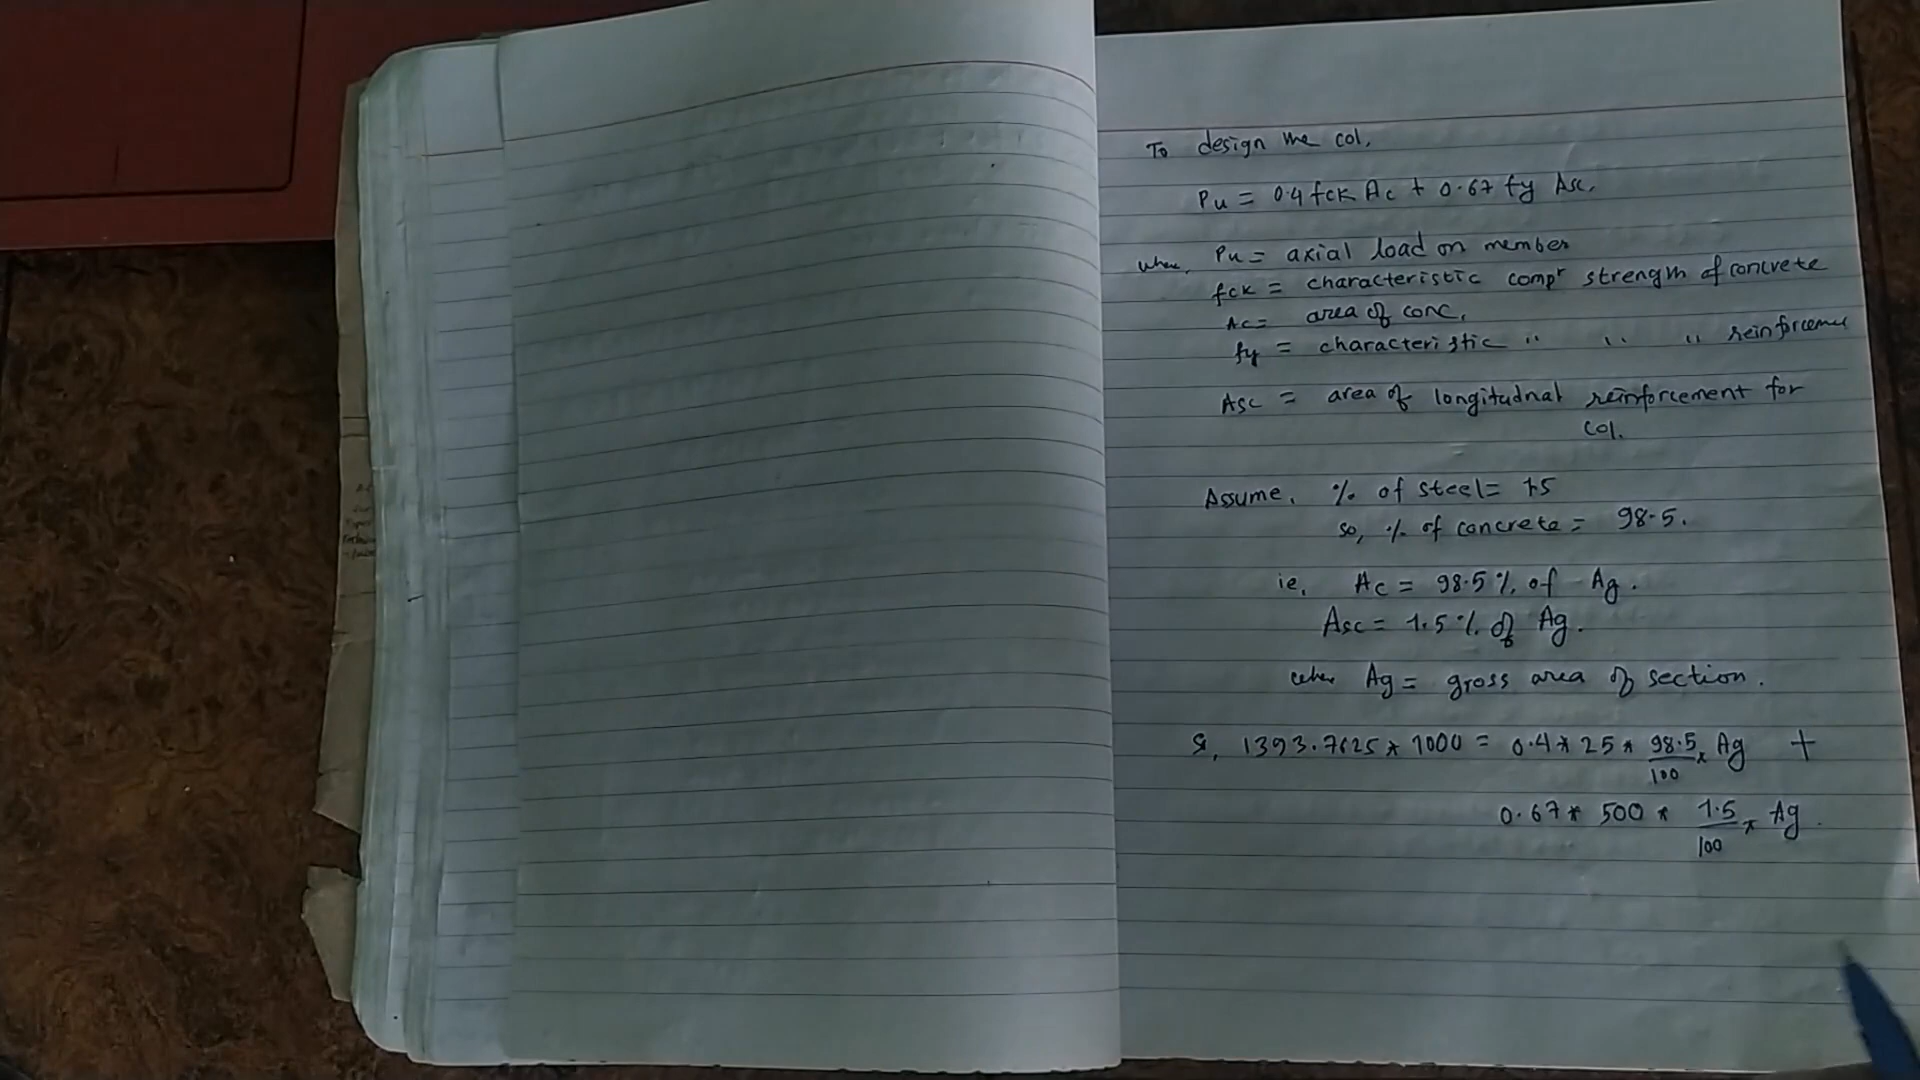 To design the col,
Pu = 0.4 fck Ac + 0.67 fy Asc.
where, Pu = axial load on member
fck = characteristic compr strength of concrete
Ac = area of conc,
fy = characteristic " " " reinforceme
Asc = area of longitudnal reinforcement for
col.
Assume, % of steel = 1.5
so, % of concrete = 98.5.
ie, Ac = 98.5% of Ag.
Asc = 1.5% of Ag.
where Ag = gross area of section.
So, 1393.7625 * 1000 = 0.4 * 25 * 98.5/100 * Ag +
0.67 * 500 * 1.5/100 * Ag.